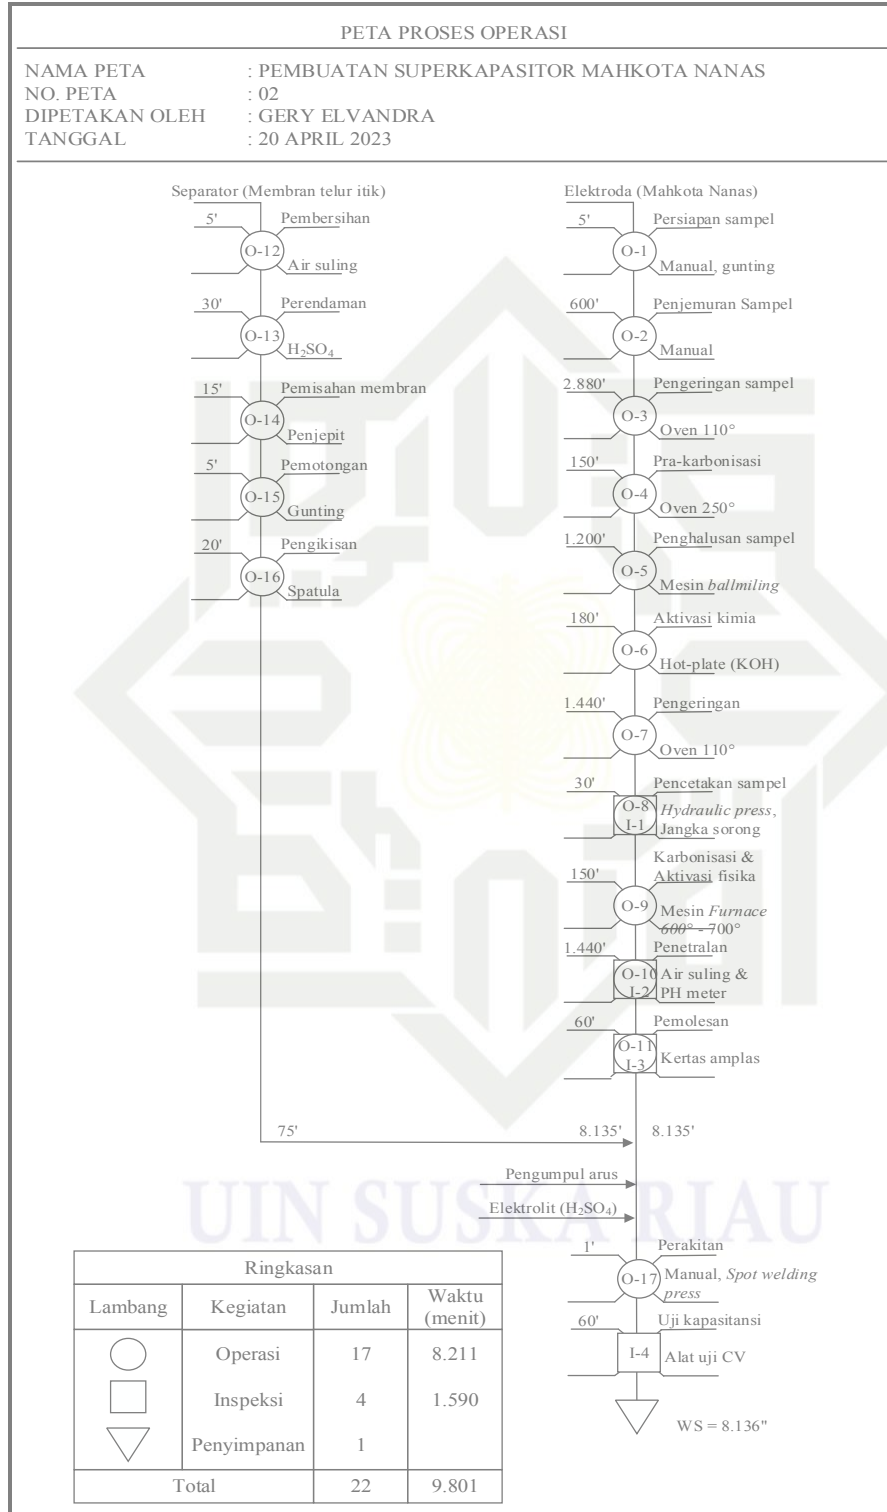 PETA PROSES OPERASI
NAMA PETA : PEMBUATAN SUPERKAPASITOR MAHKOTA NANAS
NO. PETA : 02
DIPETAKAN OLEH : GERY ELVANDRA
TANGGAL : 20 APRIL 2023
Separator (Membran telur itik)
5' Pembersihan
O-12
Air suling
30' Perendaman
O-13
H₂SO₄
15' Pemisahan membran
O-14
Penjepit
5' Pemotongan
O-15
Gunting
20' Pengikisan
O-16
Spatula
75'
Elektroda (Mahkota Nanas)
5' Persiapan sampel
O-1
Manual, gunting
600' Penjemuran Sampel
O-2
Manual
2.880' Pengeringan sampel
O-3
Oven 110°
150' Pra-karbonisasi
O-4
Oven 250°
1.200' Penghalusan sampel
O-5
Mesin ballmiling
180' Aktivasi kimia
O-6
Hot-plate (KOH)
1.440' Pengeringan
O-7
Oven 110°
30' Pencetakan sampel
O-8 Hydraulic press,
I-1 Jangka sorong
Karbonisasi &
150' Aktivasi fisika
O-9 Mesin Furnace
600° - 700°
1.440' Penetralan
O-10 Air suling &
I-2 PH meter
60' Pemolesan
O-11
I-3 Kertas amplas
8.135' 8.135'
Pengumpul arus
Elektrolit (H₂SO₄)
UIN SUSKA RIAU
1' Perakitan
O-17 Manual, Spot welding
press
60' Uji kapasitansi
I-4 Alat uji CV
WS = 8.136"
Ringkasan
Lambang Kegiatan Jumlah Waktu
(menit)
Operasi 17 8.211
Inspeksi 4 1.590
Penyimpanan 1
Total 22 9.801